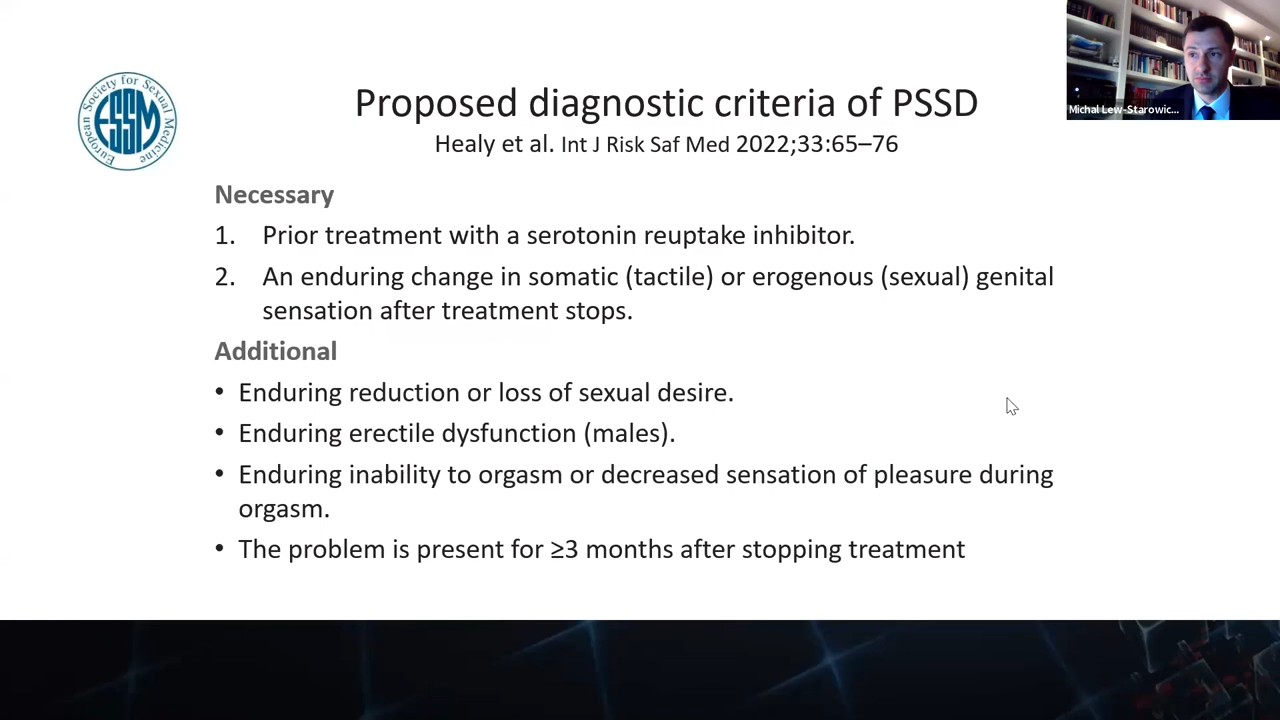 European Society for Sexual Medicine
ESSM
Proposed diagnostic criteria of PSSD
Healy et al. Int J Risk Saf Med 2022;33:65–76
Michal Lew-Starowic...
Necessary
1. Prior treatment with a serotonin reuptake inhibitor.
2. An enduring change in somatic (tactile) or erogenous (sexual) genital
sensation after treatment stops.
Additional
• Enduring reduction or loss of sexual desire.
• Enduring erectile dysfunction (males).
• Enduring inability to orgasm or decreased sensation of pleasure during
orgasm.
• The problem is present for ≥3 months after stopping treatment